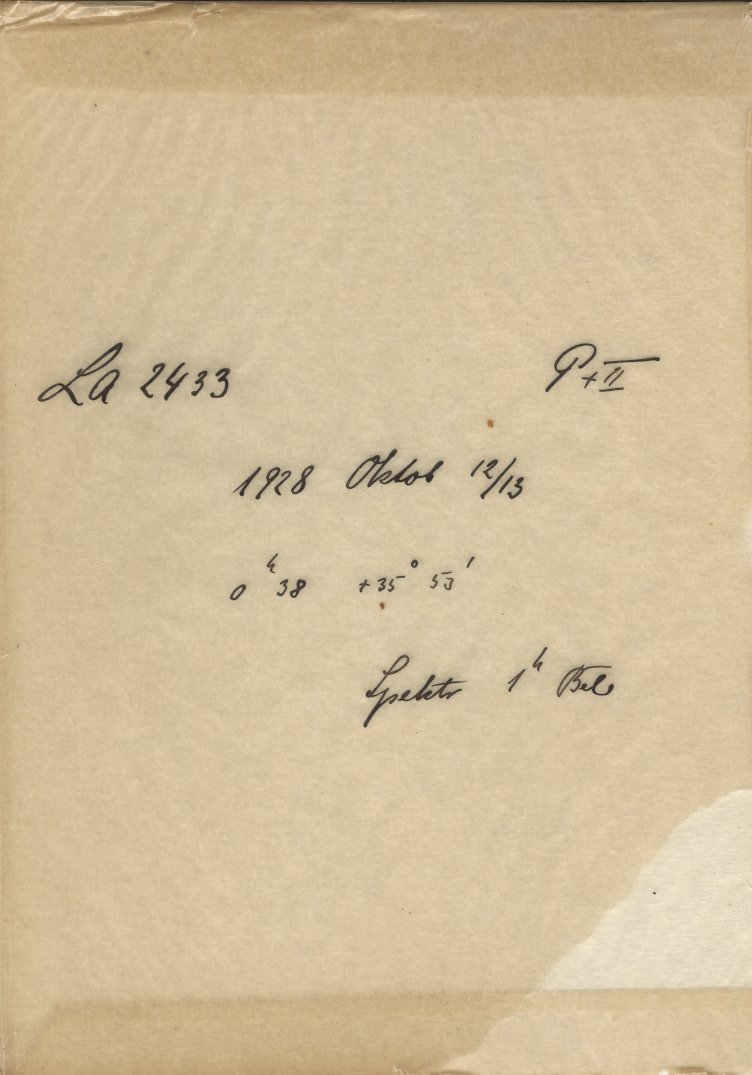 La 2433 P+II
1928 Oktob 12/13
0ʰ 38 +35° 53'
Spektr 1ʰ Bel